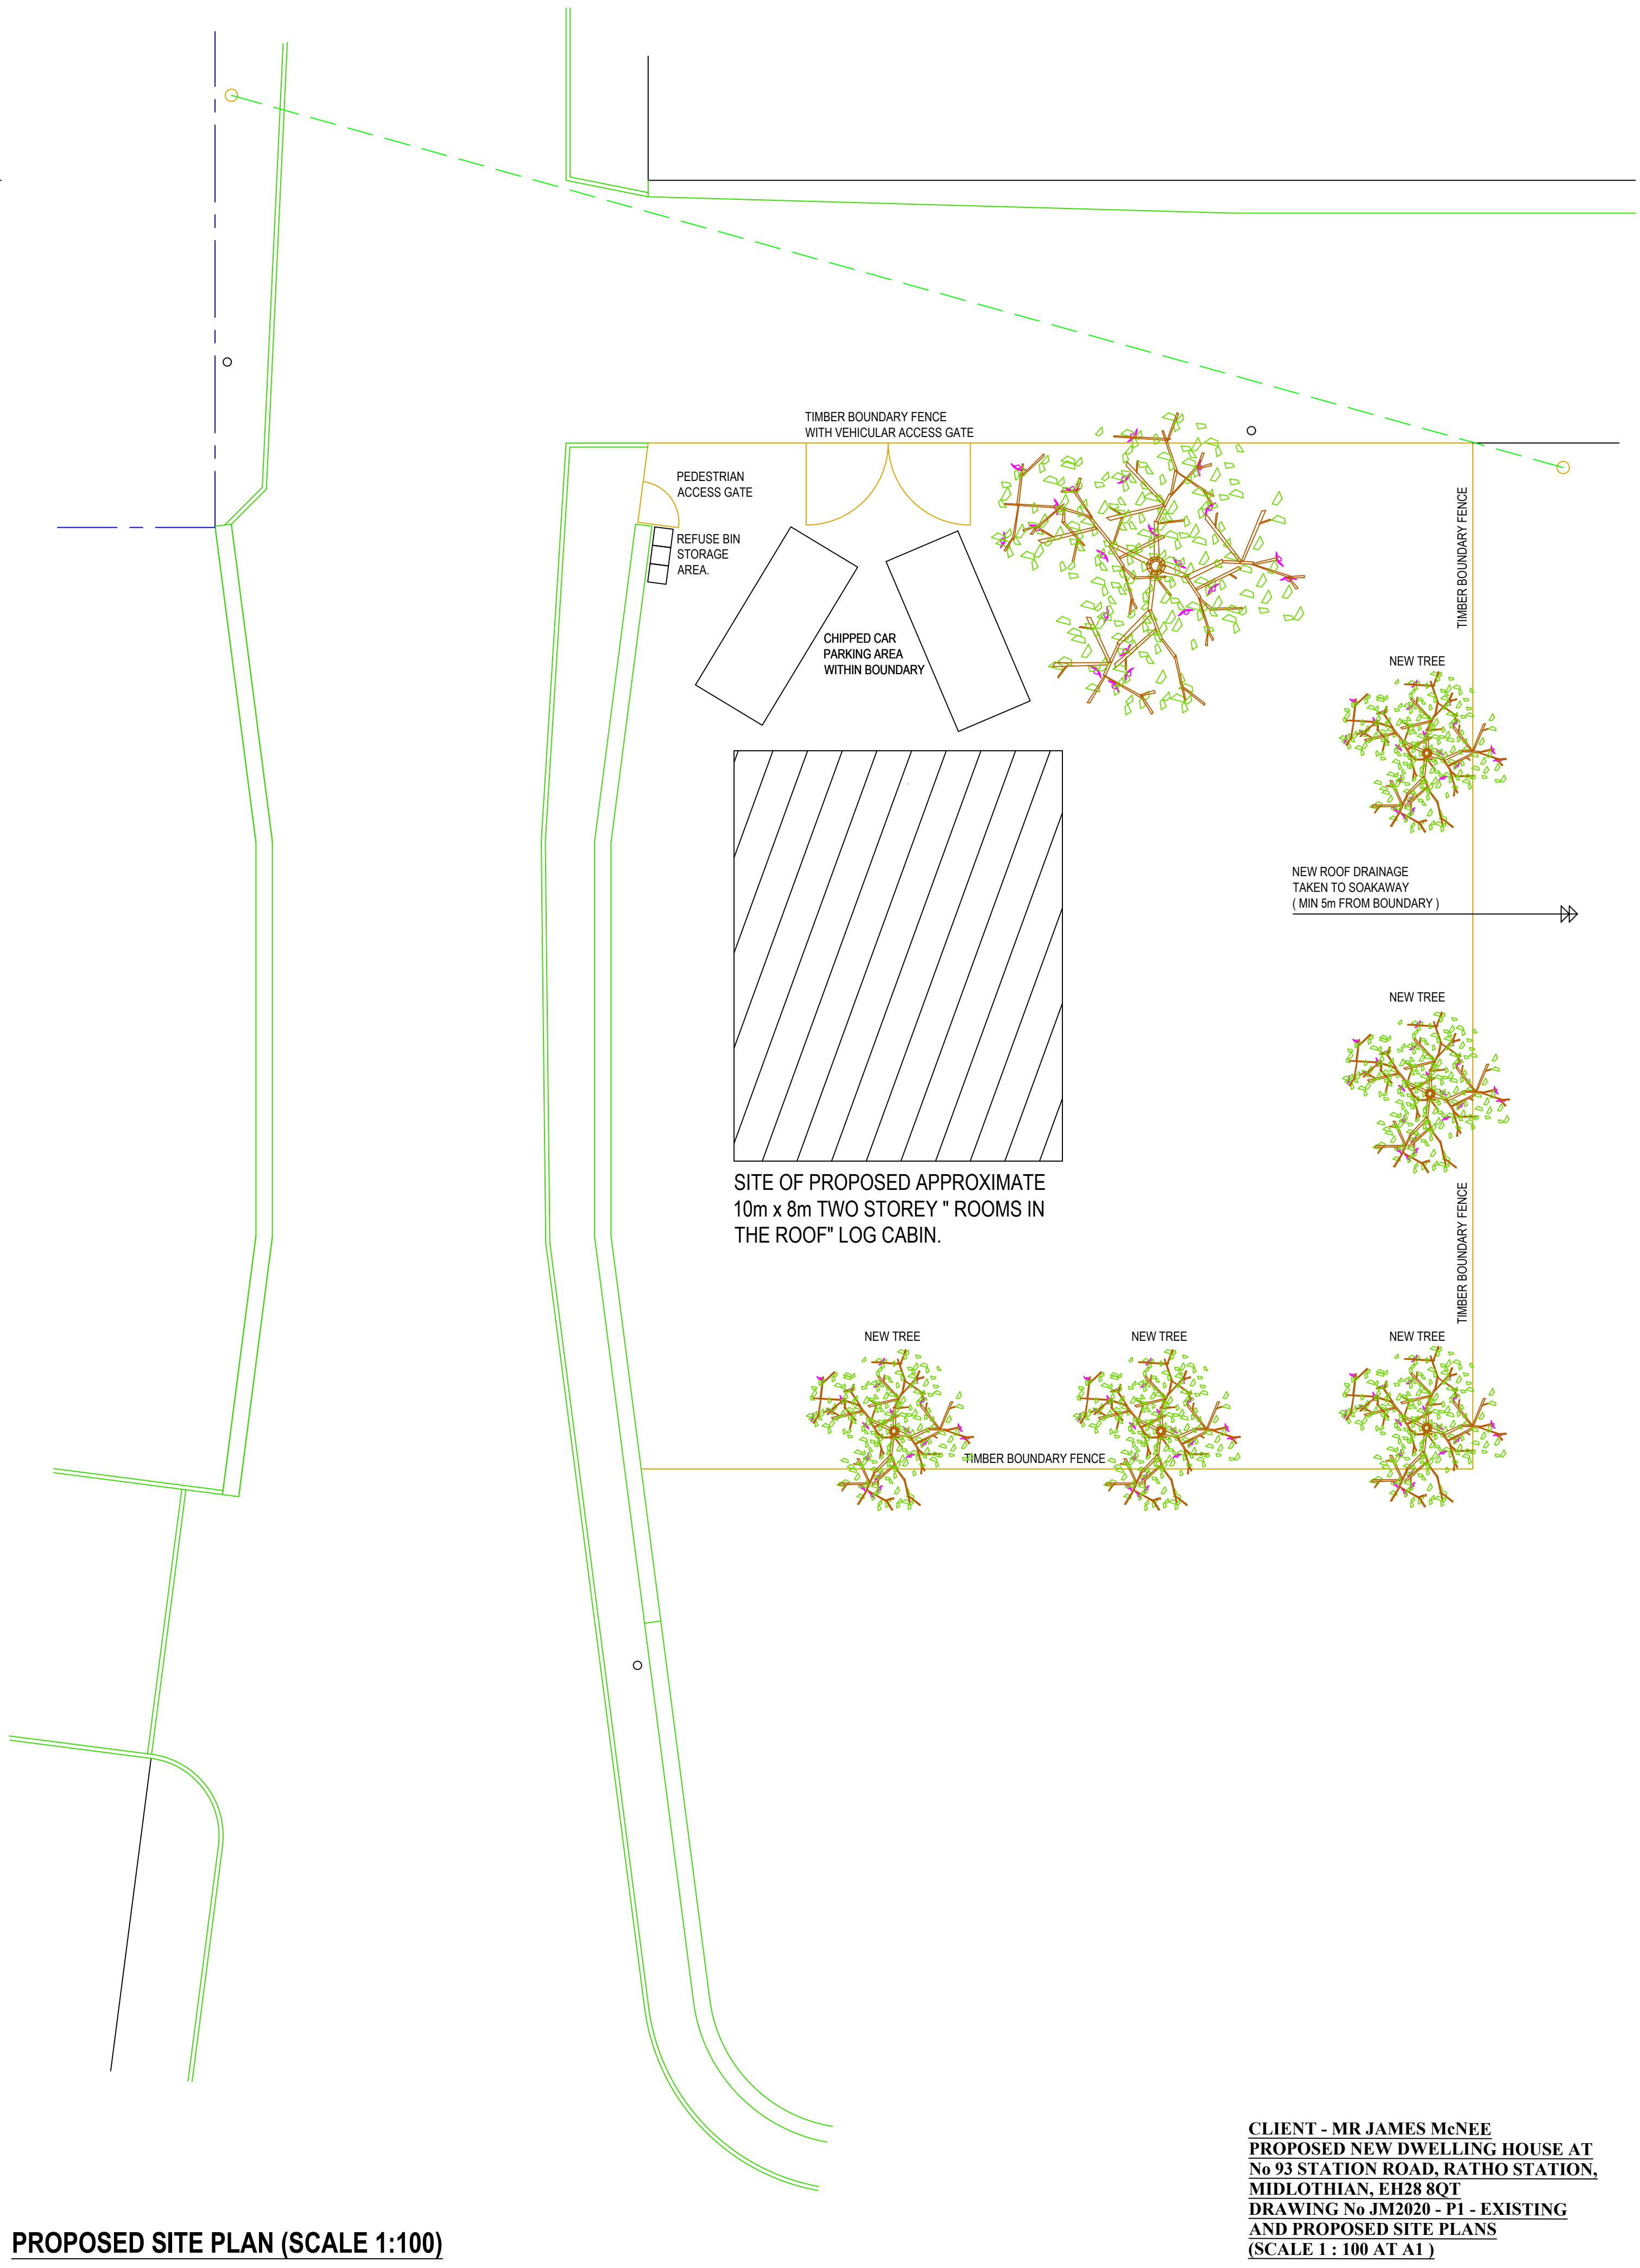 TIMBER BOUNDARY FENCE
WITH VEHICULAR ACCESS GATE
PEDESTRIAN
ACCESS GATE
REFUSE BIN
STORAGE
AREA.
TIMBER BOUNDARY FENCE
CHIPPED CAR
PARKING AREA
WITHIN BOUNDARY
NEW TREE
NEW ROOF DRAINAGE
TAKEN TO SOAKAWAY
( MIN 5m FROM BOUNDARY )
NEW TREE
SITE OF PROPOSED APPROXIMATE
10m x 8m TWO STOREY " ROOMS IN
THE ROOF" LOG CABIN.
TIMBER BOUNDARY FENCE
NEW TREE
NEW TREE
NEW TREE
TIMBER BOUNDARY FENCE
CLIENT - MR JAMES McNEE
PROPOSED NEW DWELLING HOUSE AT
No 93 STATION ROAD, RATHO STATION,
MIDLOTHIAN, EH28 8QT
DRAWING No JM2020 - P1 - EXISTING
AND PROPOSED SITE PLANS
(SCALE 1 : 100 AT A1 )
PROPOSED SITE PLAN (SCALE 1:100)